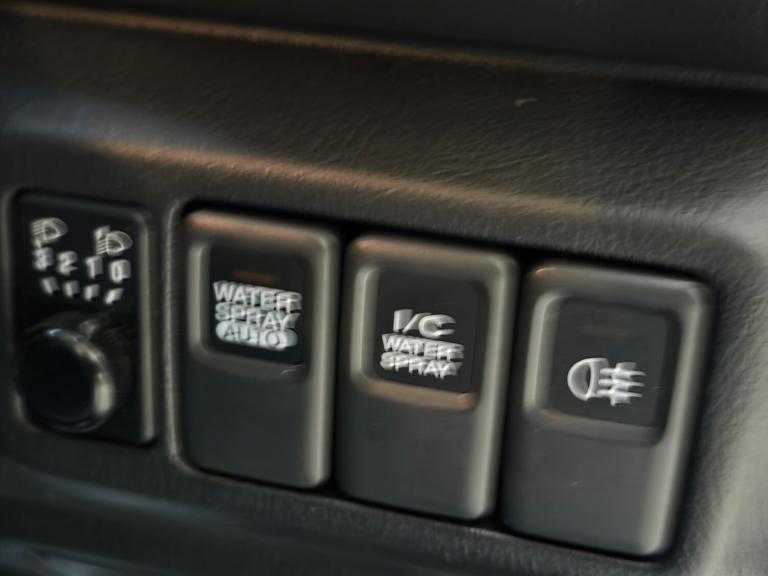 3 2 1 0
WATER
SPRAY
AUTO
I/C
WATER
SPRAY